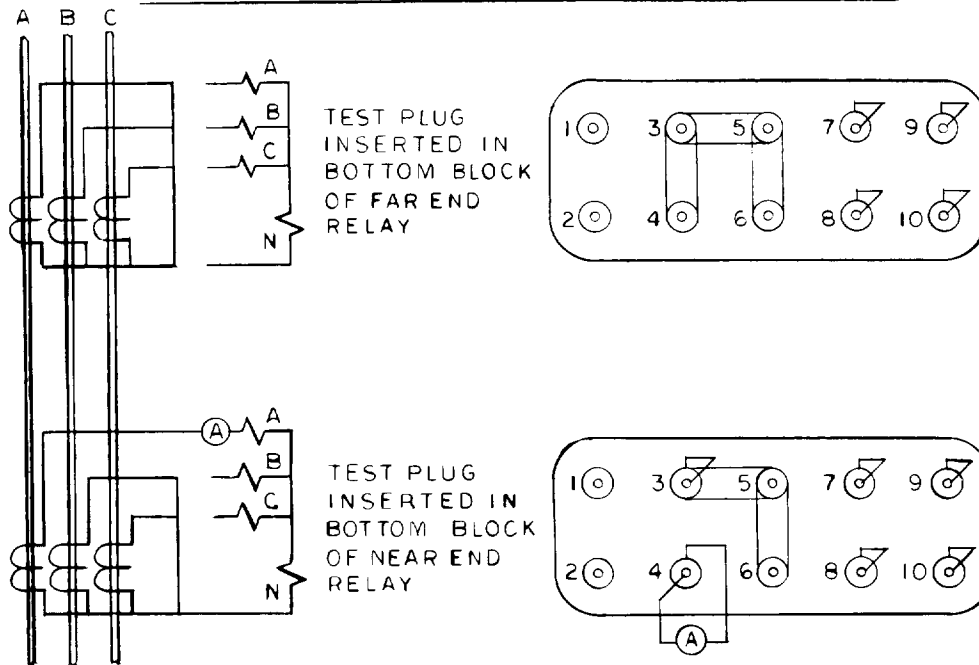 A B C
A
B
C
N
TEST PLUG
INSERTED IN
BOTTOM BLOCK
OF FAR END
RELAY
1 3 5 7 9
2 4 6 8 10
A A
B
C
N
TEST PLUG
INSERTED IN
BOTTOM BLOCK
OF NEAR END
RELAY
1 3 5 7 9
2 4 6 8 10
A